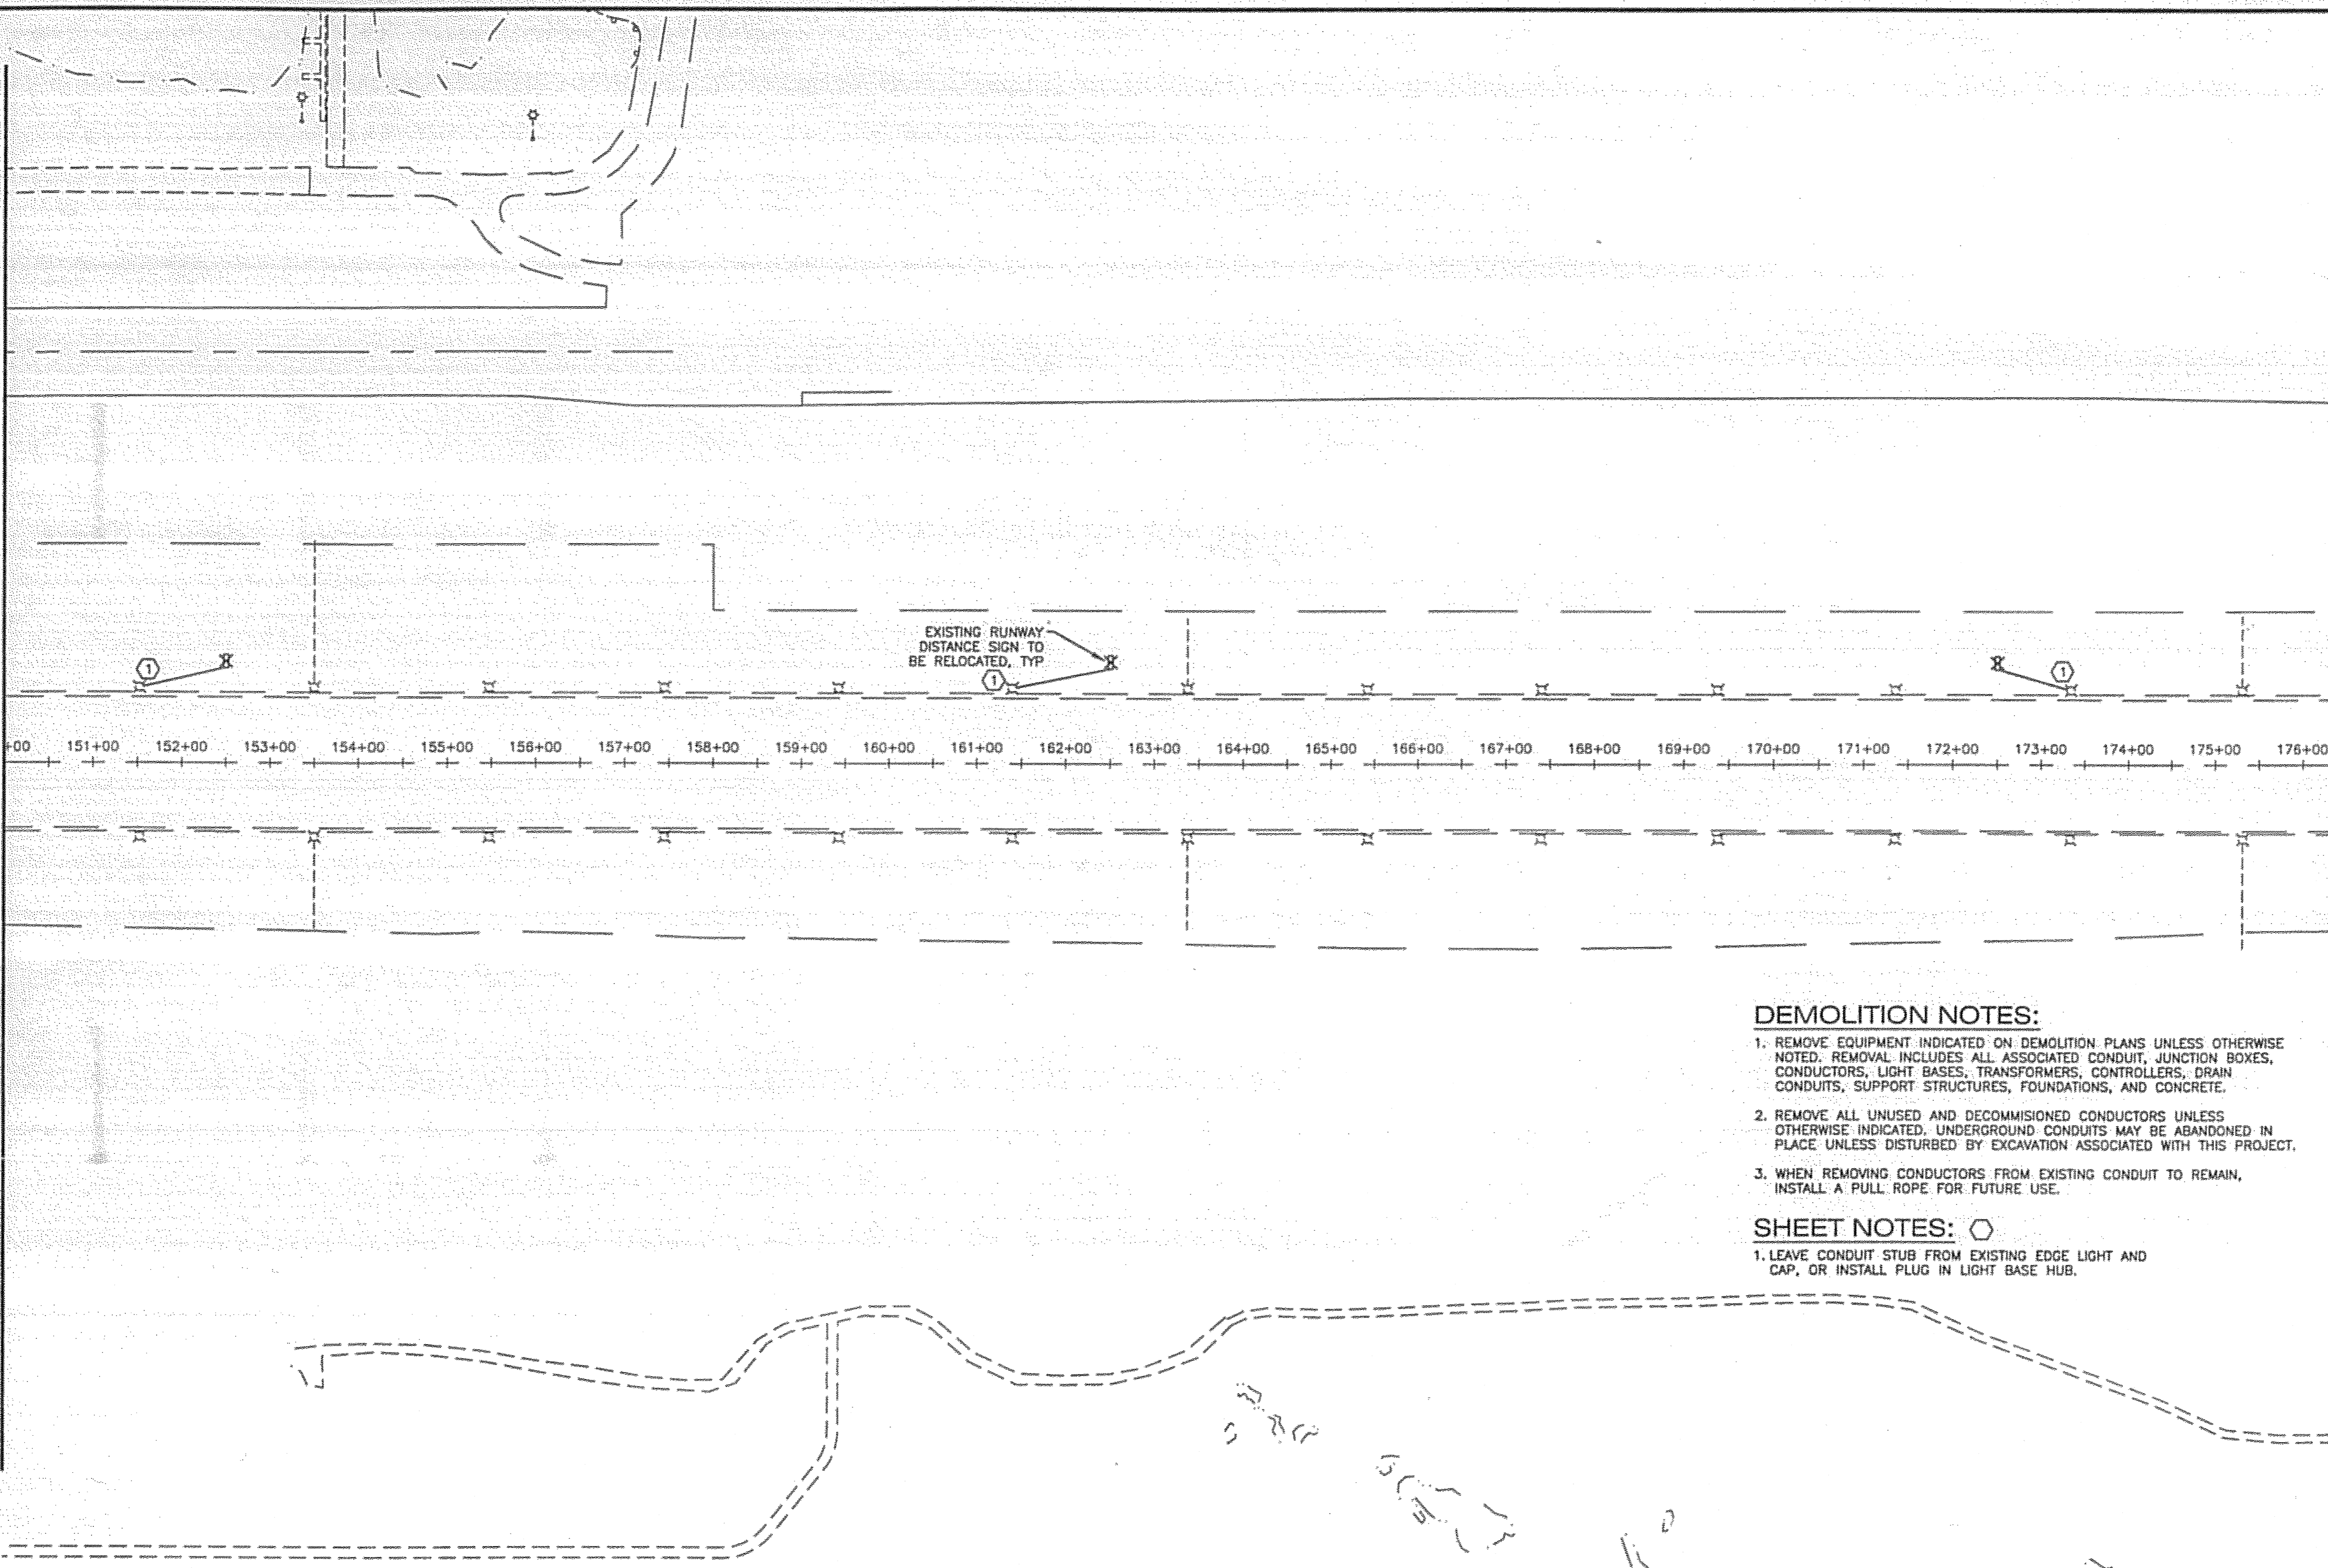 EXISTING RUNWAY
DISTANCE SIGN TO
BE RELOCATED, TYP
1
1
1
+00 151+00 152+00 153+00 154+00 155+00 156+00 157+00 158+00 159+00 160+00 161+00 162+00 163+00 164+00 165+00 166+00 167+00 168+00 169+00 170+00 171+00 172+00 173+00 174+00 175+00 176+00
DEMOLITION NOTES:
1. REMOVE EQUIPMENT INDICATED ON DEMOLITION PLANS UNLESS OTHERWISE
NOTED. REMOVAL INCLUDES ALL ASSOCIATED CONDUIT, JUNCTION BOXES,
CONDUCTORS, LIGHT BASES, TRANSFORMERS, CONTROLLERS, DRAIN
CONDUITS, SUPPORT STRUCTURES, FOUNDATIONS, AND CONCRETE.
2. REMOVE ALL UNUSED AND DECOMMISIONED CONDUCTORS UNLESS
OTHERWISE INDICATED. UNDERGROUND CONDUITS MAY BE ABANDONED IN
PLACE UNLESS DISTURBED BY EXCAVATION ASSOCIATED WITH THIS PROJECT.
3. WHEN REMOVING CONDUCTORS FROM EXISTING CONDUIT TO REMAIN,
INSTALL A PULL ROPE FOR FUTURE USE.
SHEET NOTES:
1. LEAVE CONDUIT STUB FROM EXISTING EDGE LIGHT AND
CAP, OR INSTALL PLUG IN LIGHT BASE HUB.